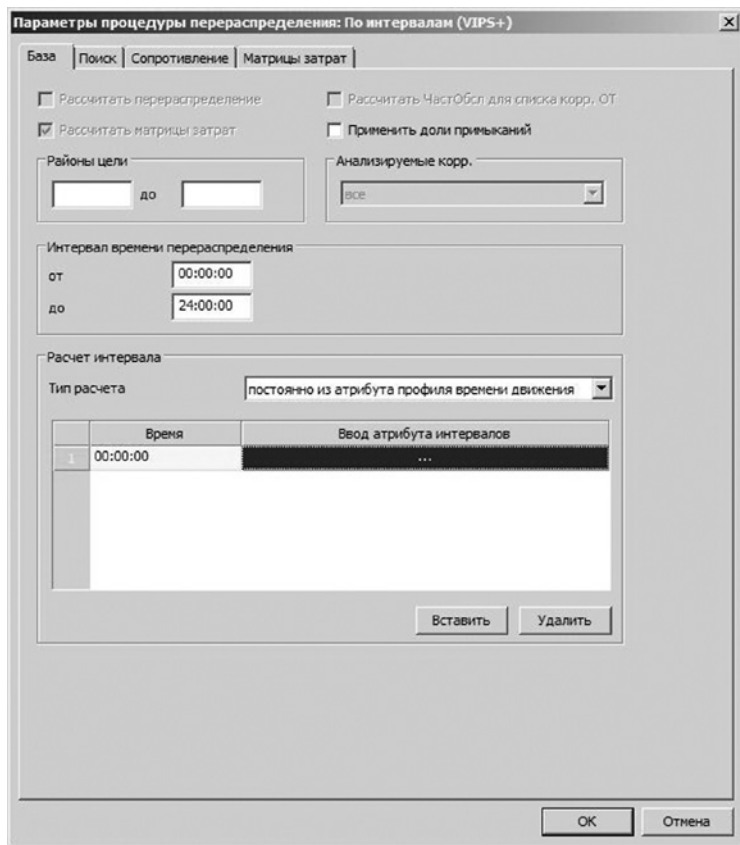 Параметры процедуры перераспределения: По интервалам (VIPS+)
База Поиск Сопротивление Матрицы затрат
Рассчитать перераспределение Рассчитать ЧастОбсл для списка корр. ОТ
Рассчитать матрицы затрат Применить доли примыканий
Районы цели Анализируемые корр.
до все
Интервал времени перераспределения
от 00:00:00
до 24:00:00
Расчет интервала
Тип расчета постоянно из атрибута профиля времени движения
Время Ввод атрибута интервалов
1 00:00:00 ...
Вставить Удалить
OK Отмена